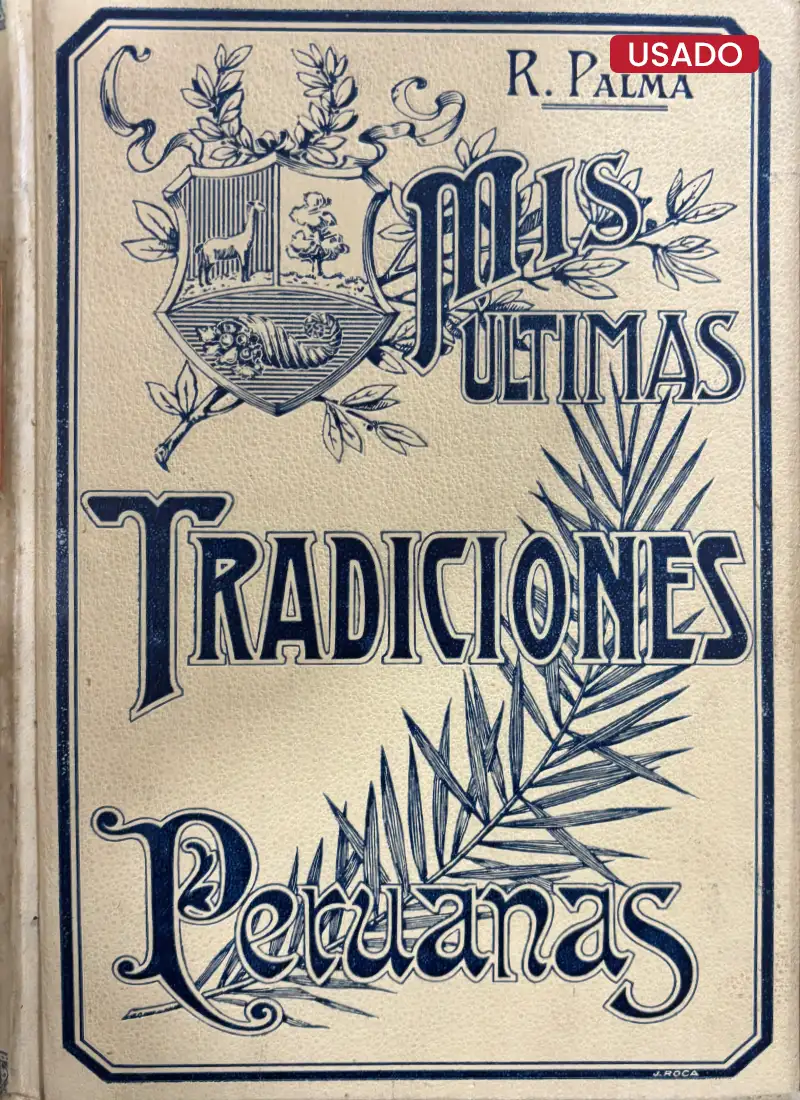 USADO
R. PALMA
MIS
ÚLTIMAS
TRADICIONES
Peruanas
J. ROCA